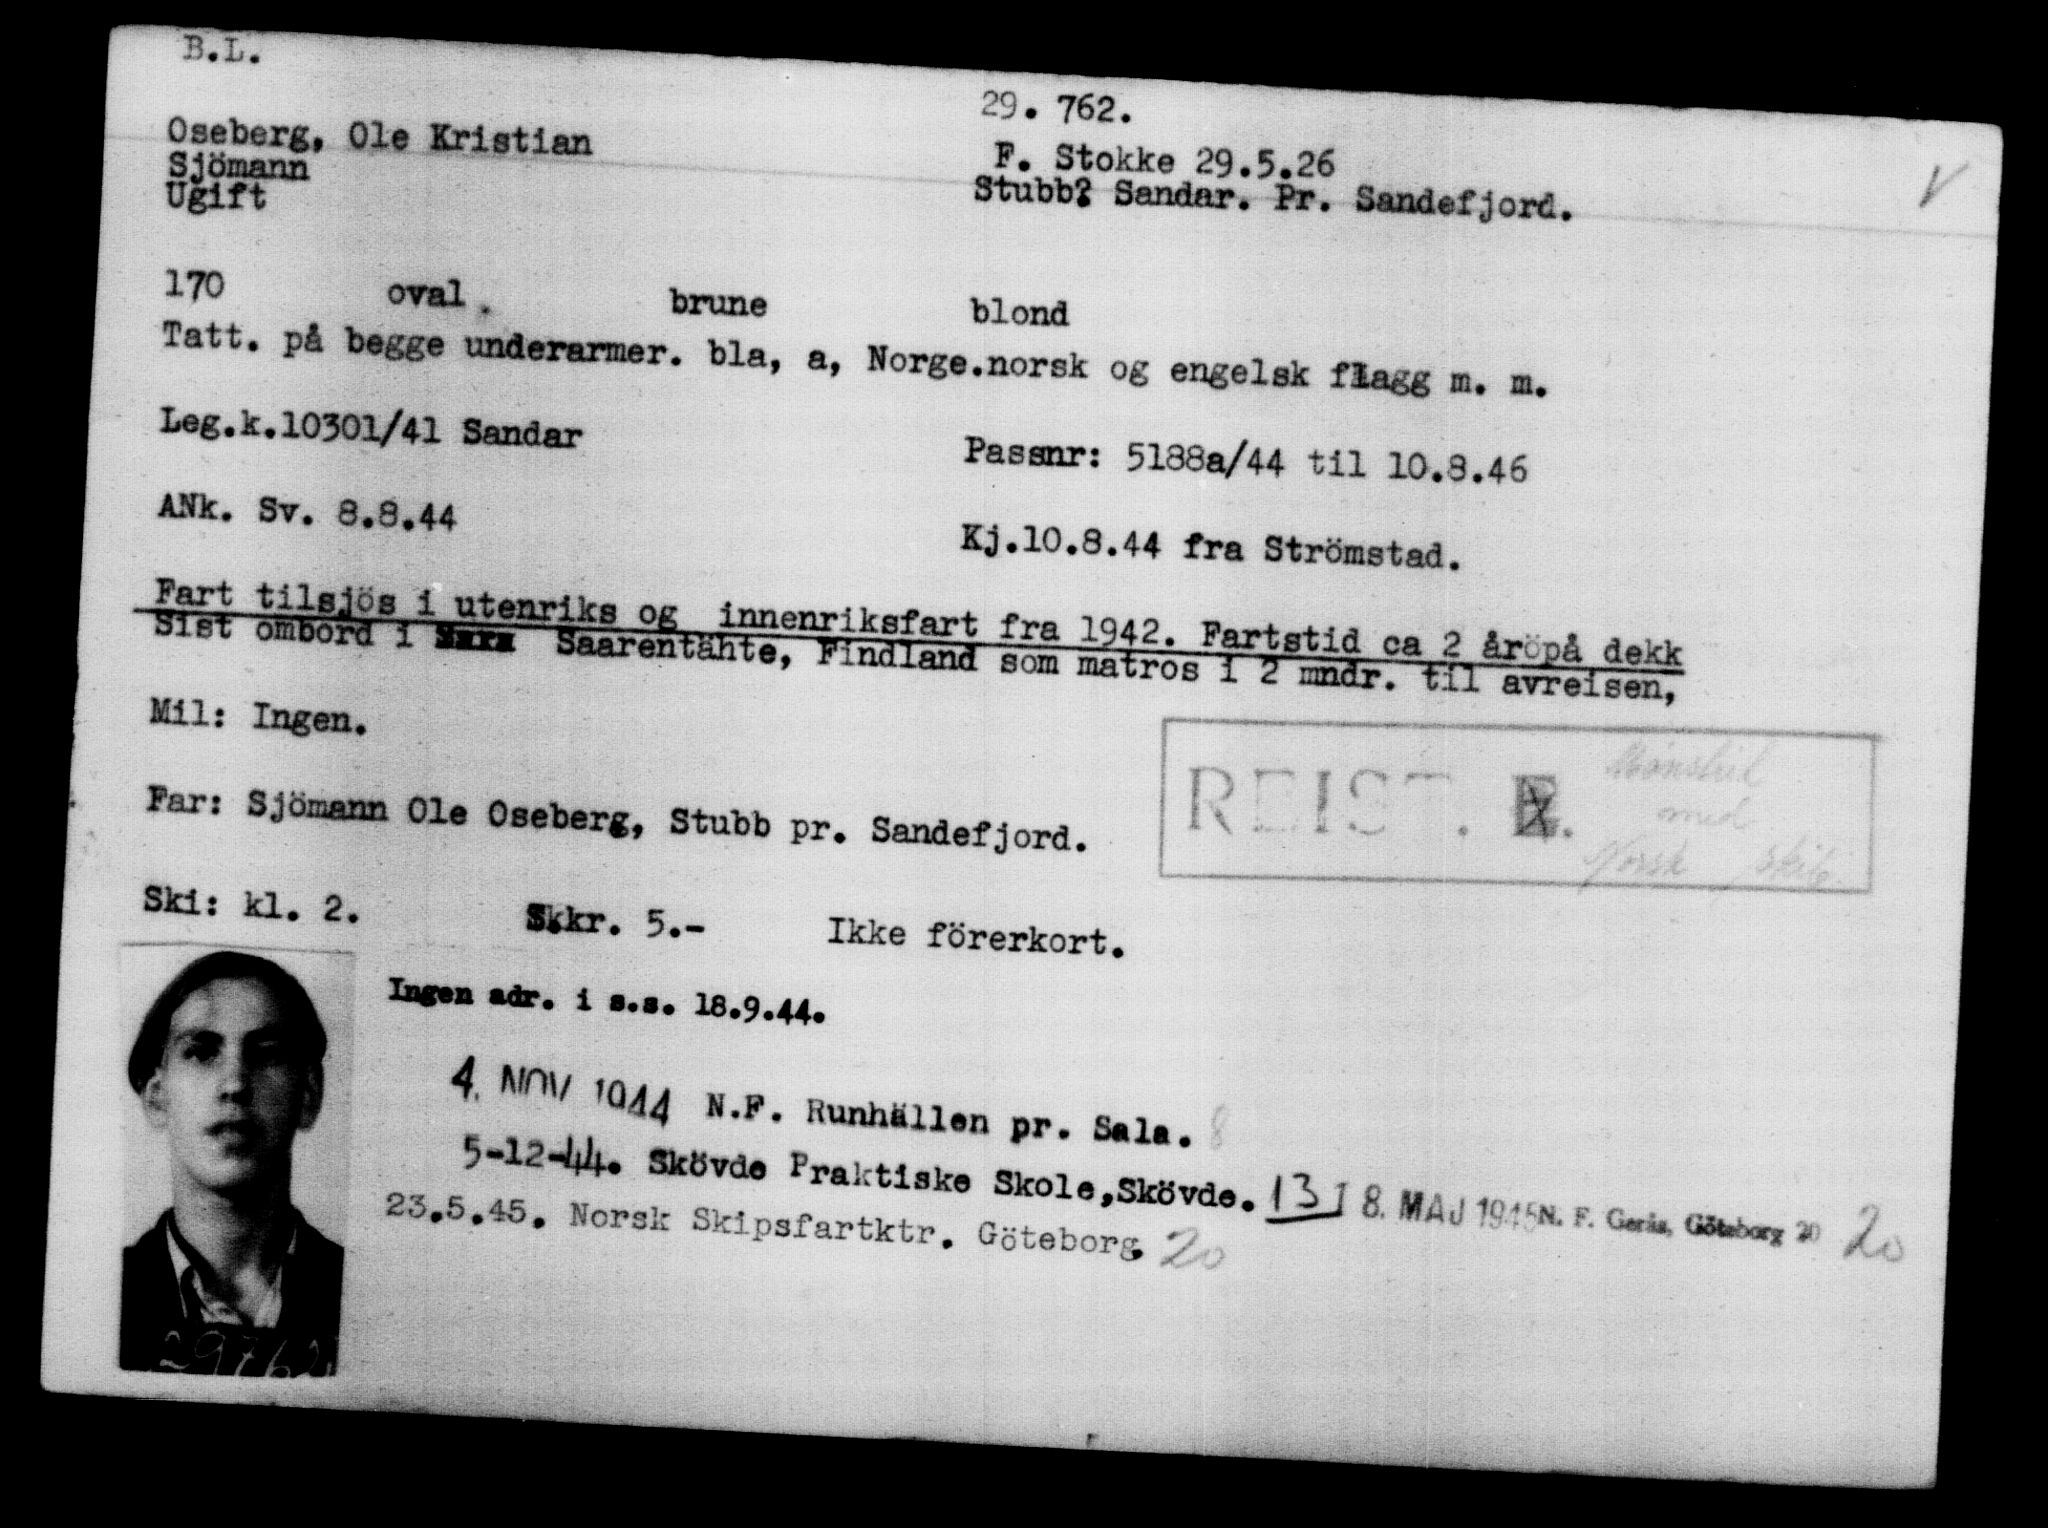 B.L.
29. 762.
Oseberg, Ole Kristian
F. Stokke 29.5.26
Sjömann
Stubb? Sandar. Pr. Sandefjord.
V
Ugift
170 oval. brune blond
Tatt. på begge underarmer. bla, a, Norge.norsk og engelsk flagg m. m.
Leg.k.10301/41 Sandar
Passnr: 5188a/44 til 10.8.46
ANk. Sv. 8.8.44
Kj.10.8.44 fra Strömstad.
Fart tilsjös i utenriks og innenriksfart fra 1942. Fartstid ca 2 åröpå dekk
Sist ombord i Saarentähte, Findland som matros i 2 mndr. til avreisen,
Mil: Ingen.
REIST.
med
Norsk skib.
Far: Sjömann Ole Oseberg, Stubb pr. Sandefjord.
Ski: kl. 2. Skkr. 5.- Ikke förerkort.
Ingen adr. i s.s. 18.9.44.
4. NOV 1944 N.F. Runhällen pr. Sala. 8
5-12-44. Skövde Praktiske Skole,Skövde. 13 I 8. MAJ 1945 N. F. Gerås, Göteborg 20 20
23.5.45. Norsk Skipsfartktr. Göteborg. 20
29762